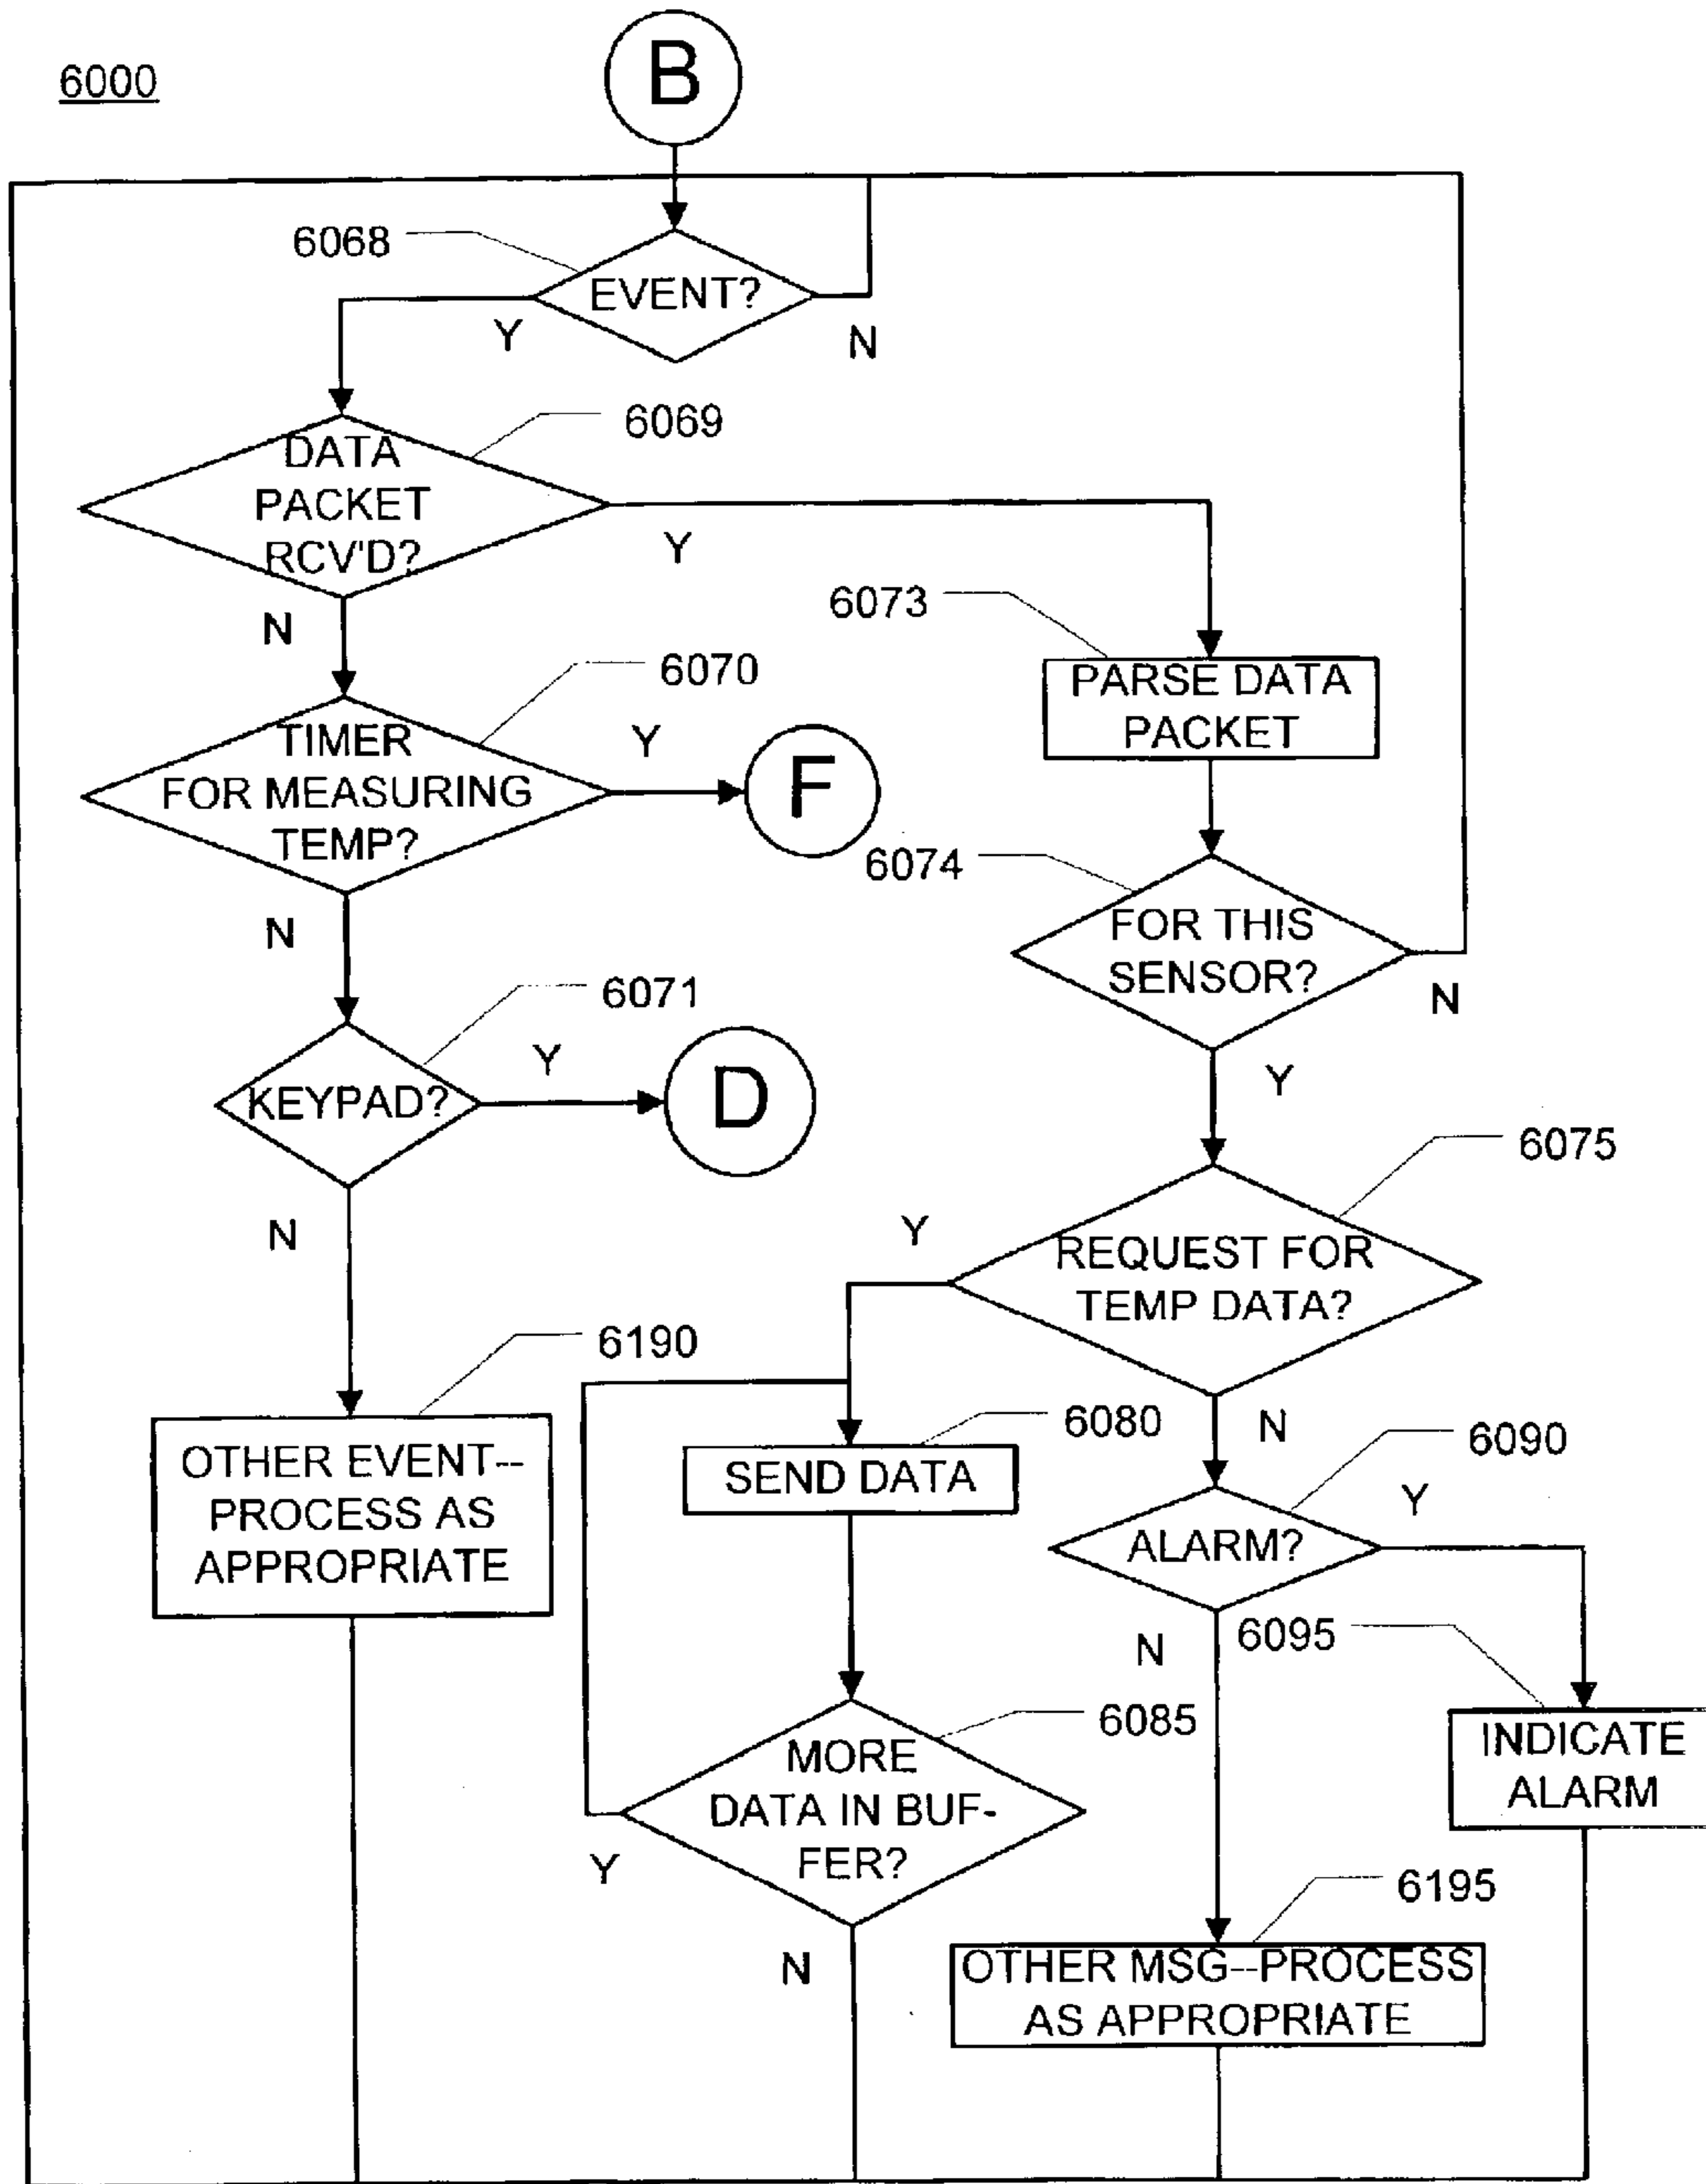 6000
B
6068
EVENT?
Y
N
6069
DATA
PACKET
RCV'D?
Y
N
6073
PARSE DATA
PACKET
6070
TIMER
FOR MEASURING
TEMP?
Y
F
N
6074
FOR THIS
SENSOR?
N
Y
6071
KEYPAD?
Y
D
N
6075
REQUEST FOR
TEMP DATA?
Y
N
6190
OTHER EVENT--
PROCESS AS
APPROPRIATE
6080
SEND DATA
6090
ALARM?
Y
N
6095
INDICATE
ALARM
6085
MORE
DATA IN BUF-
FER?
Y
N
6195
OTHER MSG--PROCESS
AS APPROPRIATE